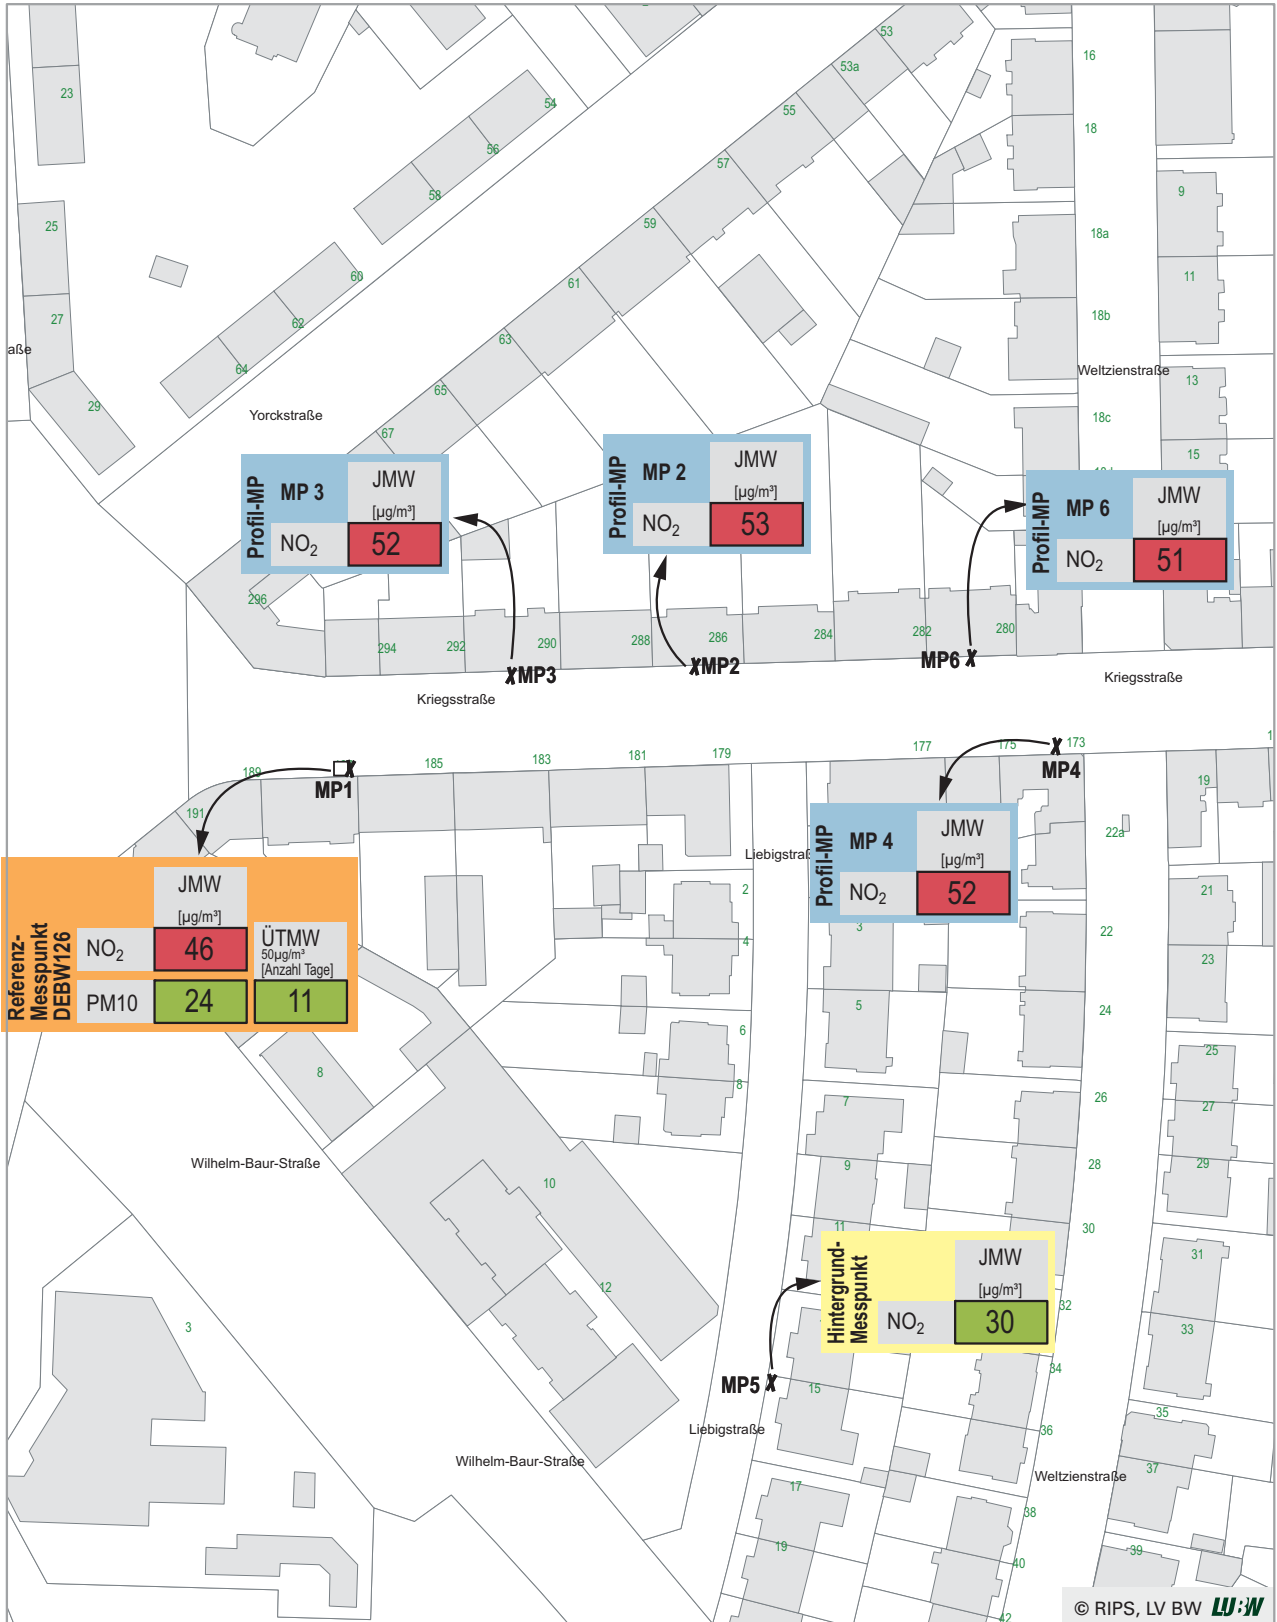 53
16
53a
23
54
55
18
56
57
58
9
25
59
18a
60
61
11
27
62
18b
63
aße
64
Weltzienstraße
65
13
29
Yorckstraße
18c
67
15
Profil-MP
MP 3
JMW
[µg/m³]
NO2
52
Profil-MP
MP 2
JMW
[µg/m³]
NO2
53
Profil-MP
MP 6
JMW
[µg/m³]
NO2
51
296
294
292
290
288
286
284
282
280
MP3
MP2
MP6
Kriegsstraße
Kriegsstraße
189
185
183
181
179
177
175
173
MP1
MP4
191
19
22a
Liebigstraß
Profil-MP
MP 4
JMW
[µg/m³]
NO2
52
Referenz-
Messpunkt
DEBW126
JMW
[µg/m³]
NO2
46
ÜTMW
50µg/m³
[Anzahl Tage]
PM10
24
11
2
21
3
22
4
23
5
24
6
25
8
8
26
7
27
Wilhelm-Baur-Straße
9
28
29
10
11
30
31
Hintergrund-
Messpunkt
JMW
[µg/m³]
NO2
30
12
32
3
33
34
MP5
15
35
Liebigstraße
36
Wilhelm-Baur-Straße
37
Weltzienstraße
17
38
19
39
40
42
© RIPS, LV BW LUBW